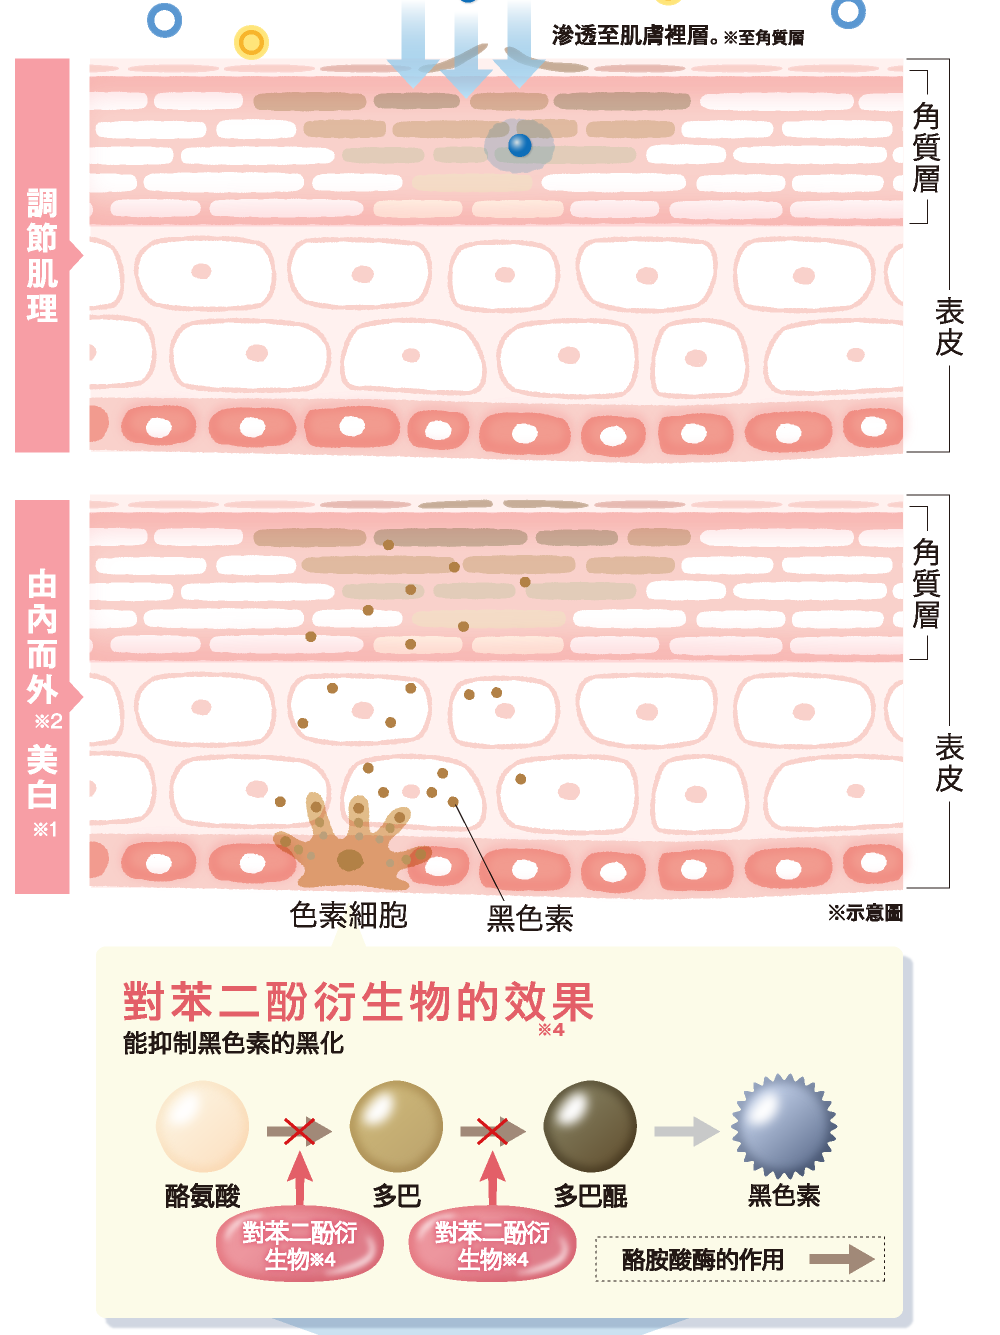 滲透至肌膚裡層。※至角質層
調節肌理
角質層
表皮
由內而外※2美白※1
角質層
表皮
色素細胞
黑色素
※示意圖
對苯二酚衍生物的效果※4
能抑制黑色素的黑化
酪氨酸
多巴
多巴醌
黑色素
對苯二酚衍
生物※4
對苯二酚衍
生物※4
酪胺酸酶的作用